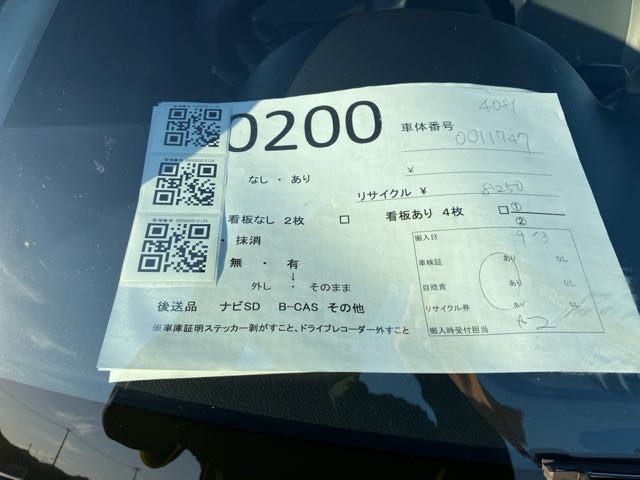 4081
0200
車体番号 0011747
なし ・ あり
¥
リサイクル ¥ 8250
看板なし 2枚 □ 看板あり 4枚 □ ①
②
・ 抹消
無 ・ 有
↓
外し ・ そのまま
後送品 ナビSD B-CAS その他
※車庫証明ステッカー剥がすこと、ドライブレコーダー外すこと
搬入日 9/3
車検証 あり なし
自賠責 あり なし
リサイクル券 あり なし
搬入時受付担当